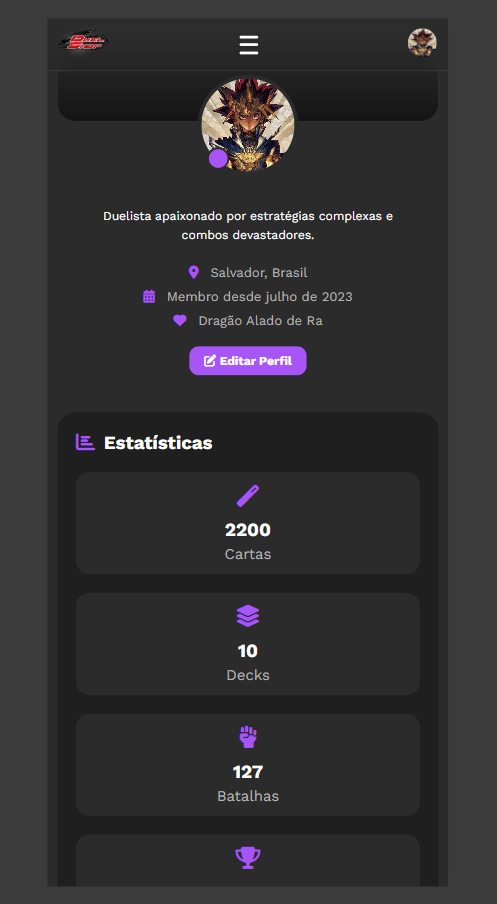 Duelista apaixonado por estratégias complexas e
combos devastadores.
Salvador, Brasil
Membro desde julho de 2023
Dragão Alado de Ra
Editar Perfil
Estatísticas
2200
Cartas
10
Decks
127
Batalhas